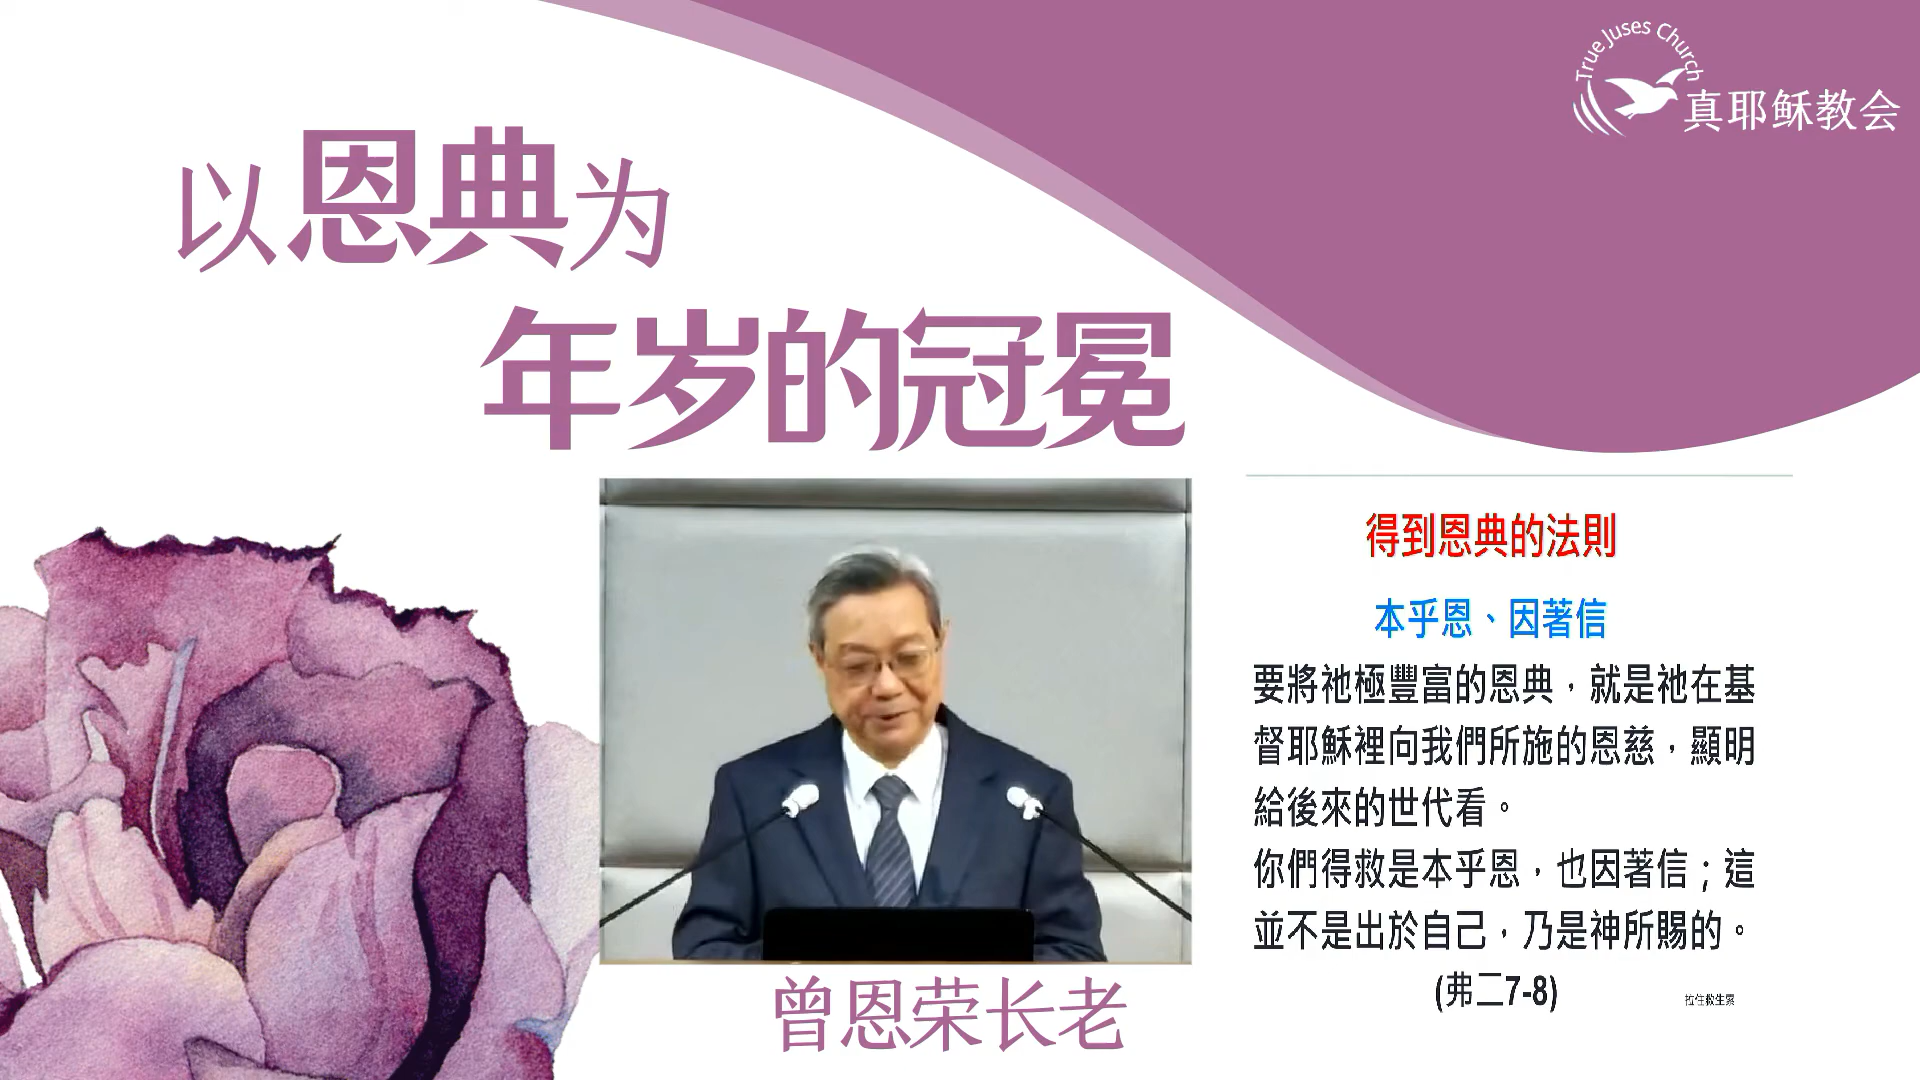 True Juses Church
真耶稣教会
以恩典为
年岁的冠冕
得到恩典的法則
本乎恩、因著信
要將祂極豐富的恩典，就是祂在基
督耶穌裡向我們所施的恩慈，顯明
給後來的世代看。
你們得救是本乎恩，也因著信；這
並不是出於自己，乃是神所賜的。
(弗二7-8)
拉住救生索
曾恩荣长老